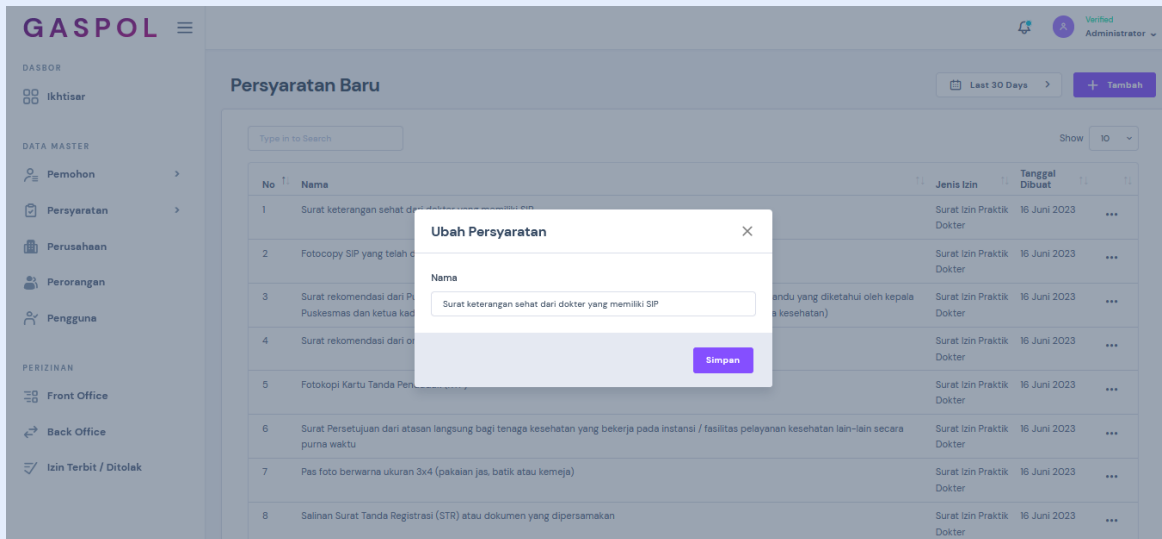 GASPOL
Verified
Administrator
DASBOR
Ikhtisar
DATA MASTER
Pemohon
Persyaratan
Perusahaan
Perorangan
Pengguna
PERIZINAN
Front Office
Back Office
Izin Terbit / Ditolak
Persyaratan Baru
Last 30 Days
+ Tambah
Type in to Search
Show 10
No Nama Jenis Izin Tanggal Dibuat
1 Surat keterangan sehat dari dokter yang memiliki SIP Surat Izin Praktik 16 Juni 2023 •••
Dokter
2 Fotocopy SIP yang telah Surat Izin Praktik 16 Juni 2023 •••
Dokter
3 Surat rekomendasi dari andu yang diketahui oleh kepala Surat Izin Praktik 16 Juni 2023 •••
Puskesmas dan ketua kad kesehatan) Dokter
4 Surat rekomendasi dari Surat Izin Praktik 16 Juni 2023 •••
Dokter
5 Fotokopi Kartu Tanda Surat Izin Praktik 16 Juni 2023 •••
Dokter
6 Surat Persetujuan dari atasan langsung bagi tenaga kesehatan yang bekerja pada instansi / fasilitas pelayanan kesehatan lain-lain secara Surat Izin Praktik 16 Juni 2023 •••
purna waktu Dokter
7 Pas foto berwarna ukuran 3x4 (pakaian jas, batik atau kemeja) Surat Izin Praktik 16 Juni 2023 •••
Dokter
8 Salinan Surat Tanda Registrasi (STR) atau dokumen yang dipersamakan Surat Izin Praktik 16 Juni 2023 •••
Dokter
Ubah Persyaratan
Nama
Surat keterangan sehat dari dokter yang memiliki SIP
Simpan